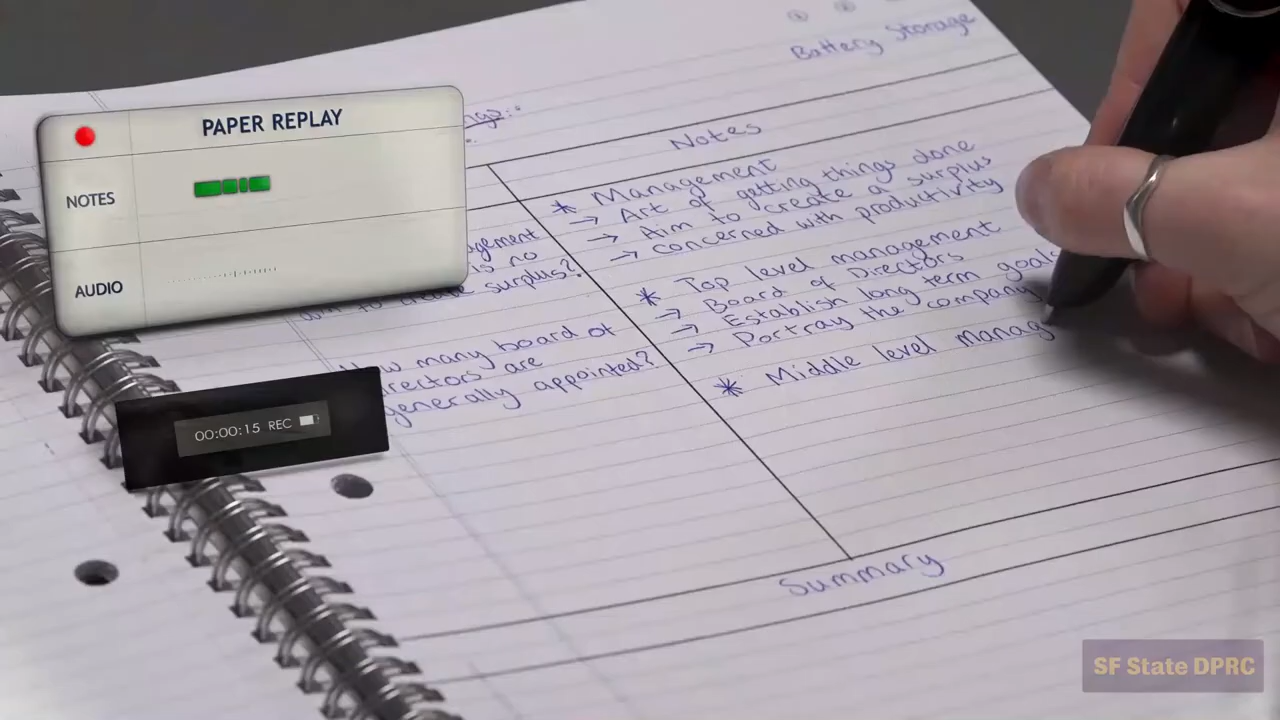 Battery Storage
PAPER REPLAY
NOTES
AUDIO
00:00:15 REC
Notes
* Management
→ Art of getting things done
→ Aim to create a surplus
→ concerned with productivity
* Top level management
→ Board of Directors
→ Establish long term goals
→ Portray the company
* Middle level manag
is no
surplus?
How many board of
directors are
generally appointed?
Summary
SF State DPRC